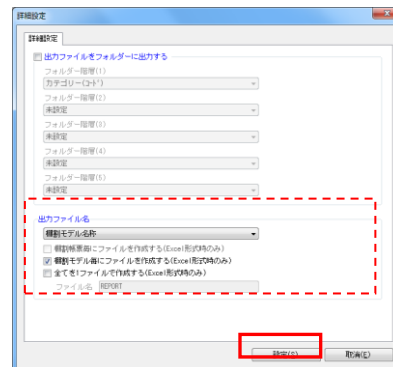 詳細設定
詳細設定
出力ファイルをフォルダーに出力する
フォルダー階層(1)
カテゴリー(コード)
フォルダー階層(2)
未設定
フォルダー階層(3)
未設定
フォルダー階層(4)
未設定
フォルダー階層(5)
未設定
出力ファイル名
棚割モデル名称
棚割帳票毎にファイルを作成する(Excel形式時のみ)
棚割モデル毎にファイルを作成する(Excel形式時のみ)
全てを1ファイルで作成する(Excel形式時のみ)
ファイル名 REPORT
設定(S) 取消(E)